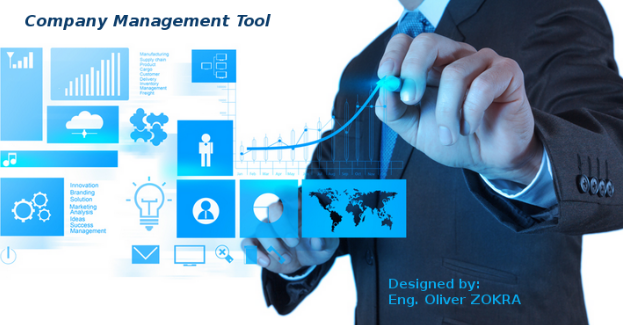 Company Management Tool
Manufacturing
Supply chain
Product
Cargo
Customer
Delivery
Inventory
Management
Freight
Innovation
Branding
Solution
Marketing
Analysis
Ideas
Success
Management
Designed by:
Eng. Oliver ZOKRA